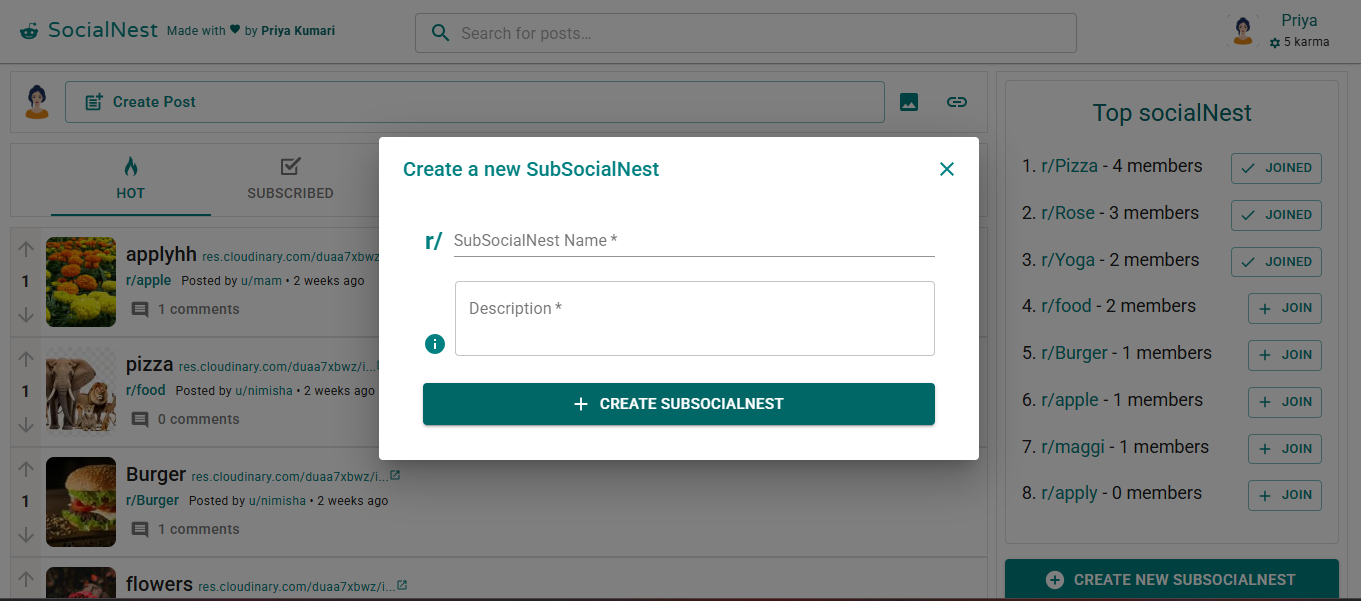 SocialNest Made with ♥ by Priya Kumari
Search for posts…
Priya
5 karma
Create Post
HOT
SUBSCRIBED
applyhh res.cloudinary.com/duaa7xbwz
r/apple Posted by u/mam • 2 weeks ago
1
1 comments
pizza res.cloudinary.com/duaa7xbwz/i...
r/food Posted by u/nimisha • 2 weeks ago
1
0 comments
Burger res.cloudinary.com/duaa7xbwz/i...
r/Burger Posted by u/nimisha • 2 weeks ago
1
1 comments
flowers res.cloudinary.com/duaa7xbwz/i...
Create a new SubSocialNest
r/ SubSocialNest Name *
Description *
+ CREATE SUBSOCIALNEST
Top socialNest
1. r/Pizza - 4 members JOINED
2. r/Rose - 3 members JOINED
3. r/Yoga - 2 members JOINED
4. r/food - 2 members + JOIN
5. r/Burger - 1 members + JOIN
6. r/apple - 1 members + JOIN
7. r/maggi - 1 members + JOIN
8. r/apply - 0 members + JOIN
CREATE NEW SUBSOCIALNEST